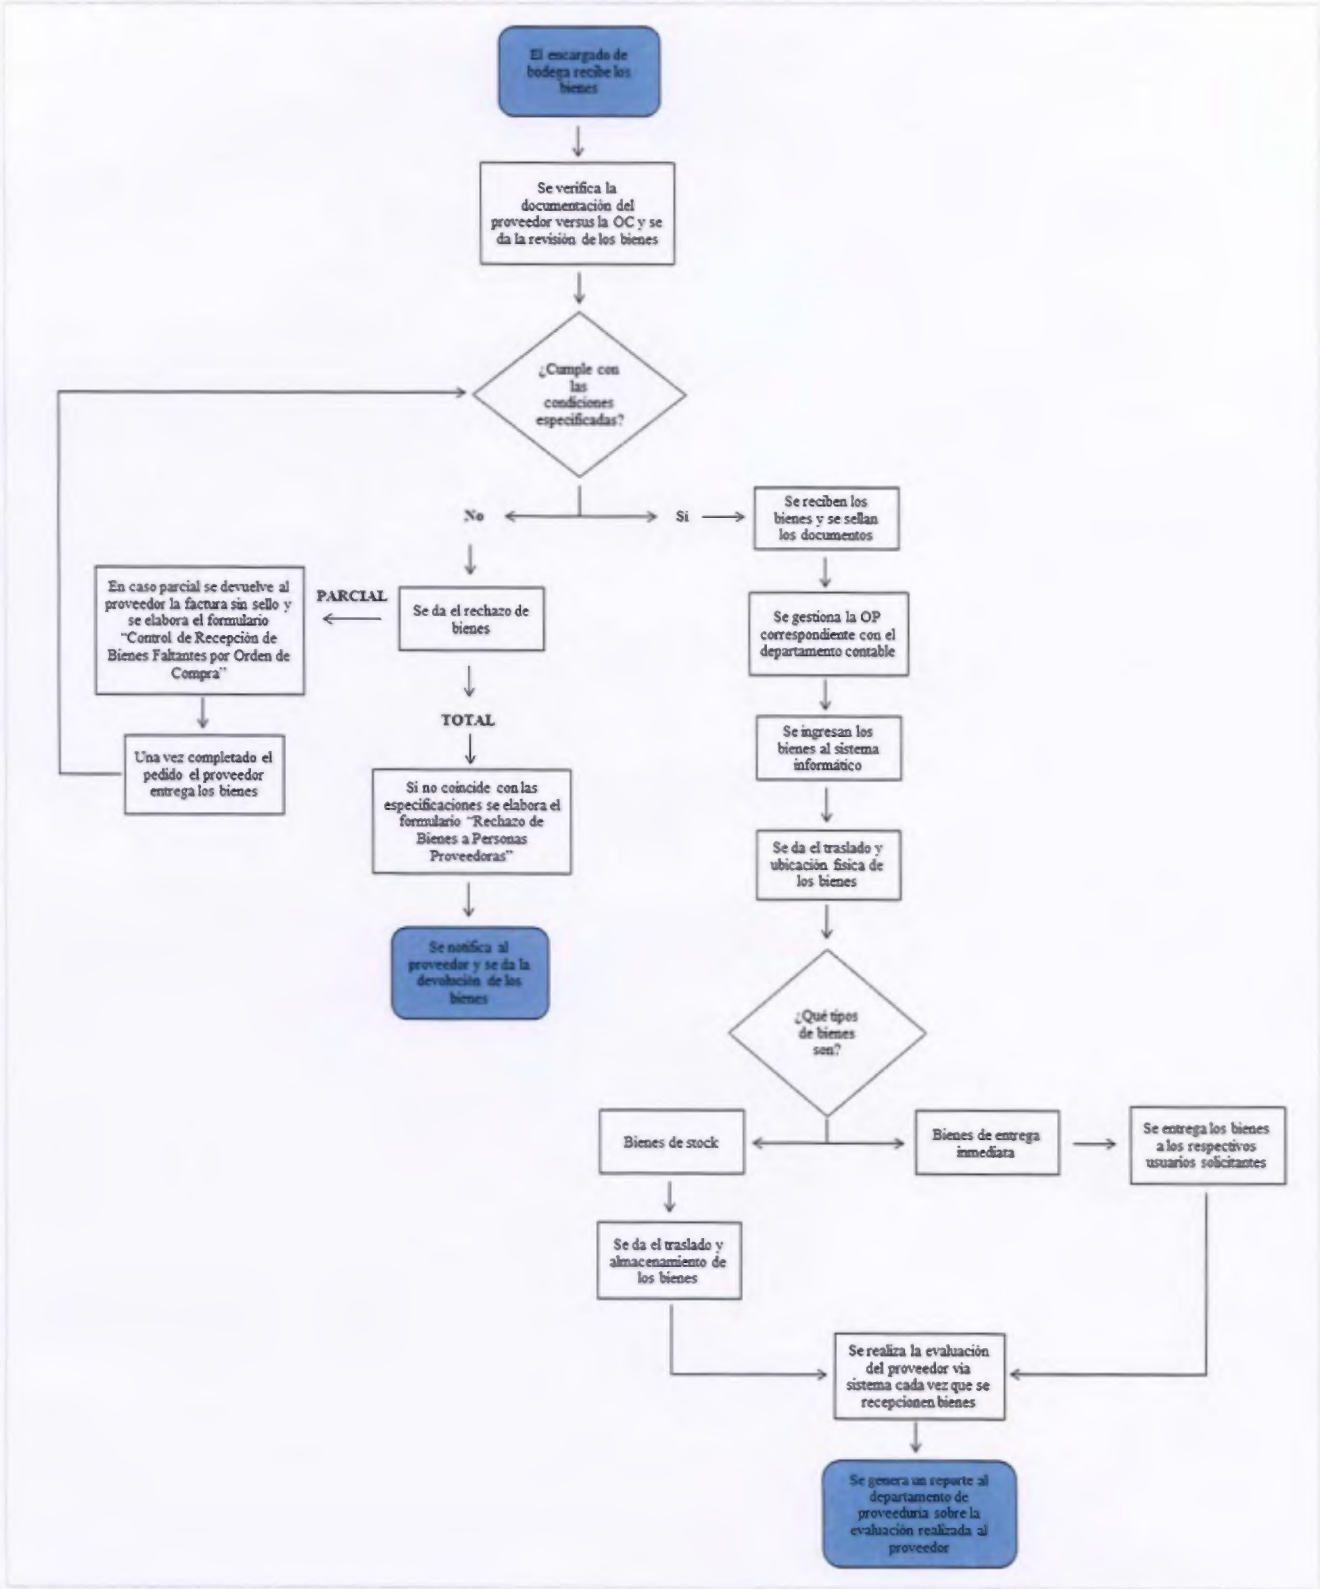 El encargado de
bodega recibe los
bienes
Se verifica la
documentación del
proveedor versus la OC y se
da la revisión de los bienes
¿Cumple con
las
condiciones
especificadas?
No
Si
Se reciben los
bienes y se sellan
los documentos
En caso parcial se devuelve al
proveedor la factura sin sello y
se elabora el formulario
“Control de Recepción de
Bienes Faltantes por Orden de
Compra”
PARCIAL
Se da el rechazo de
bienes
Se gestiona la OP
correspondiente con el
departamento contable
TOTAL
Una vez completado el
pedido el proveedor
entrega los bienes
Se ingresan los
bienes al sistema
informático
Si no coincide con las
especificaciones se elabora el
formulario “Rechazo de
Bienes a Personas
Proveedoras”
Se da el traslado y
ubicación física de
los bienes
Se notifica al
proveedor y se da la
devolución de los
bienes
¿Qué tipos
de bienes
son?
Bienes de stock
Bienes de entrega
inmediata
Se entrega los bienes
a los respectivos
usuarios solicitantes
Se da el traslado y
almacenamiento de
los bienes
Se realiza la evaluación
del proveedor via
sistema cada vez que se
recepcionen bienes
Se genera un reporte al
departamento de
proveeduría sobre la
evaluación realizada al
proveedor